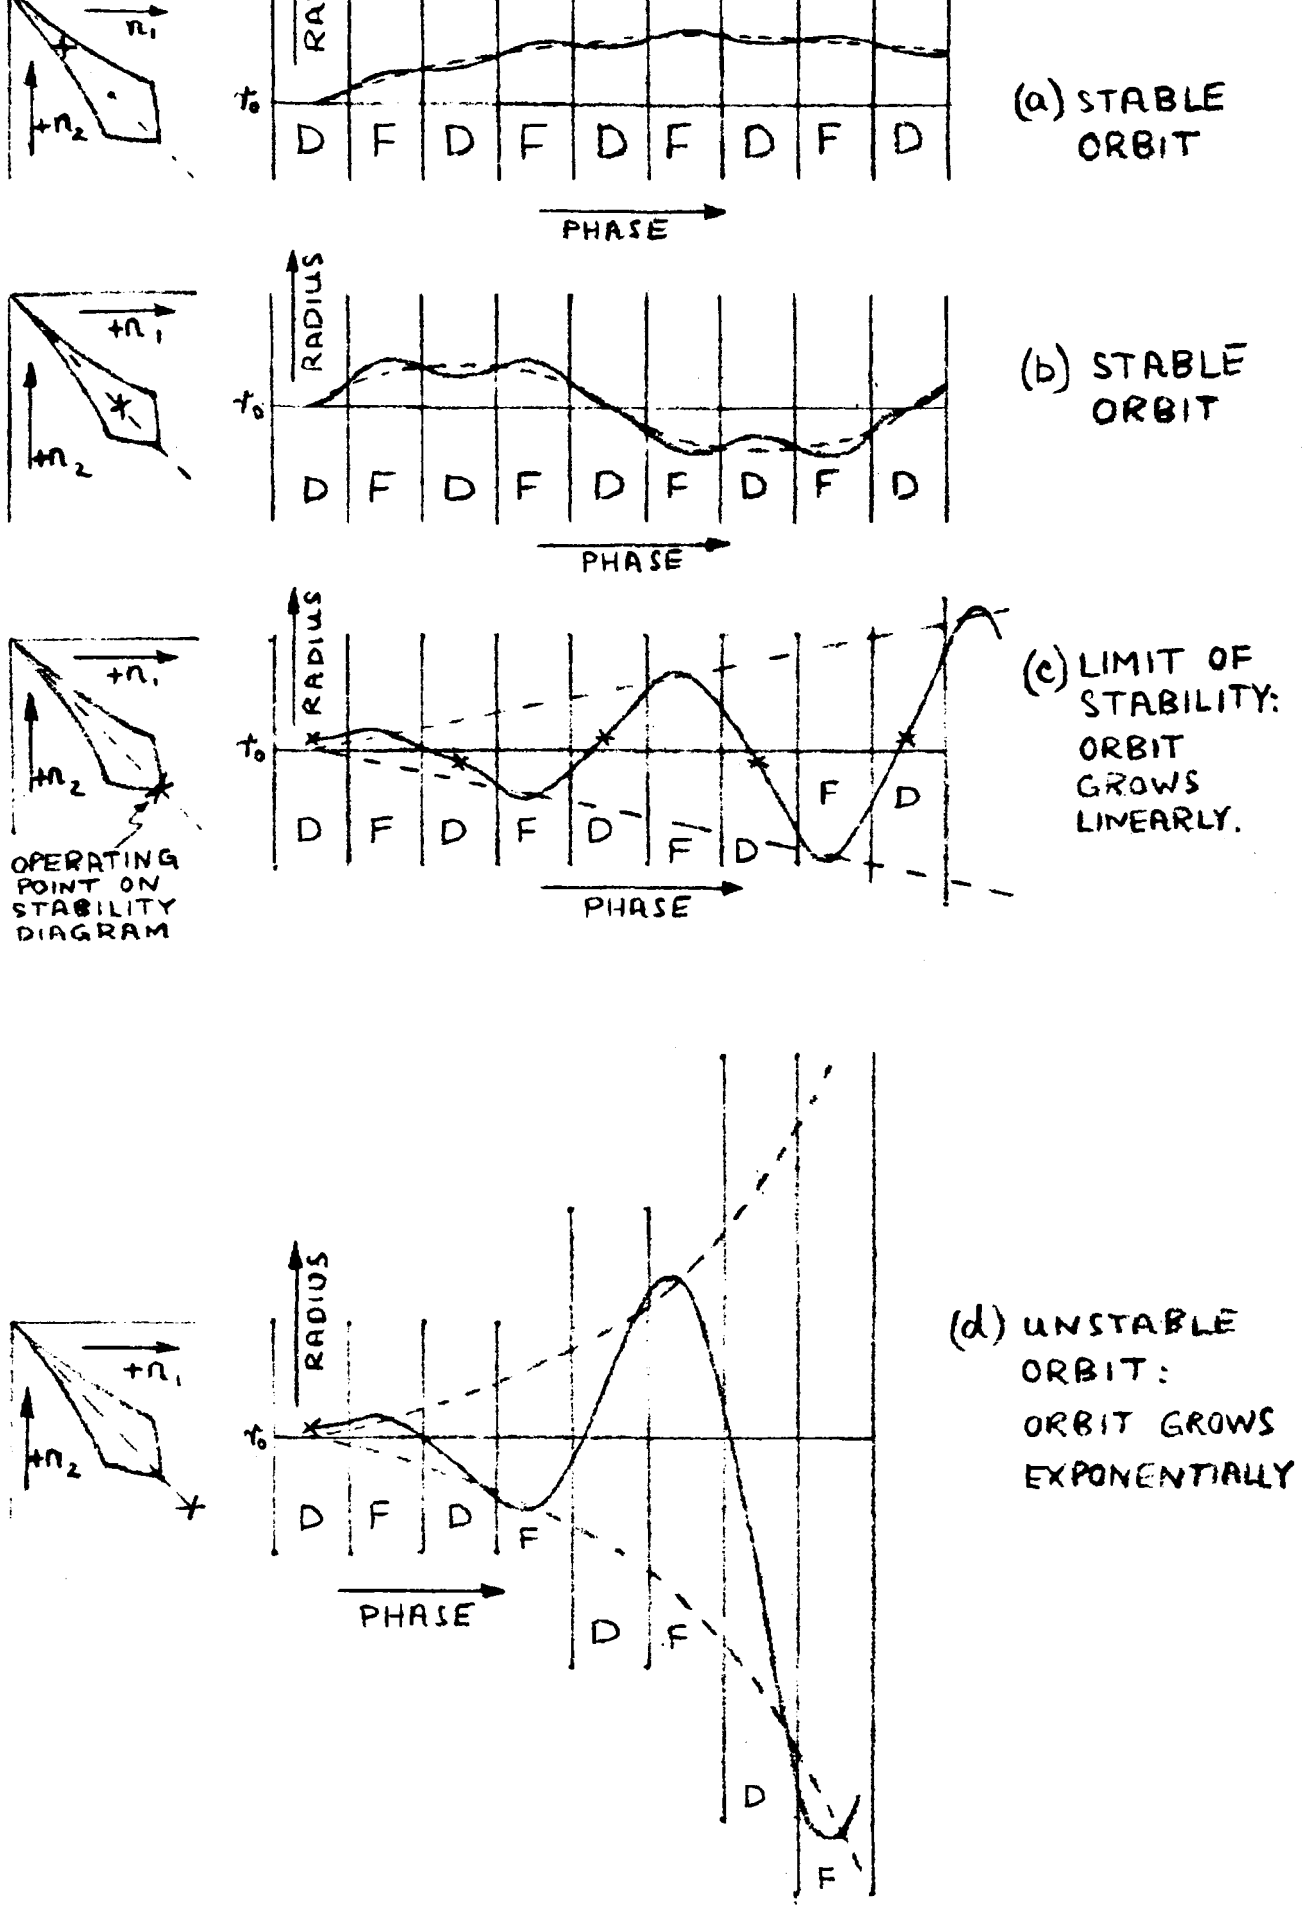 n₁
+n₂
RA
r₀
D F D F D F D F D
PHASE
(a) STABLE
ORBIT
+n₁
+n₂
RADIUS
r₀
D F D F D F D F D
PHASE
(b) STABLE
ORBIT
+n₁
+n₂
OPERATING
POINT ON
STABILITY
DIAGRAM
RADIUS
r₀
D F D F D F D F D
PHASE
(c) LIMIT OF
STABILITY:
ORBIT
GROWS
LINEARLY.
+n₁
+n₂
RADIUS
r₀
D F D F D F D F
PHASE
(d) UNSTABLE
ORBIT:
ORBIT GROWS
EXPONENTIALLY